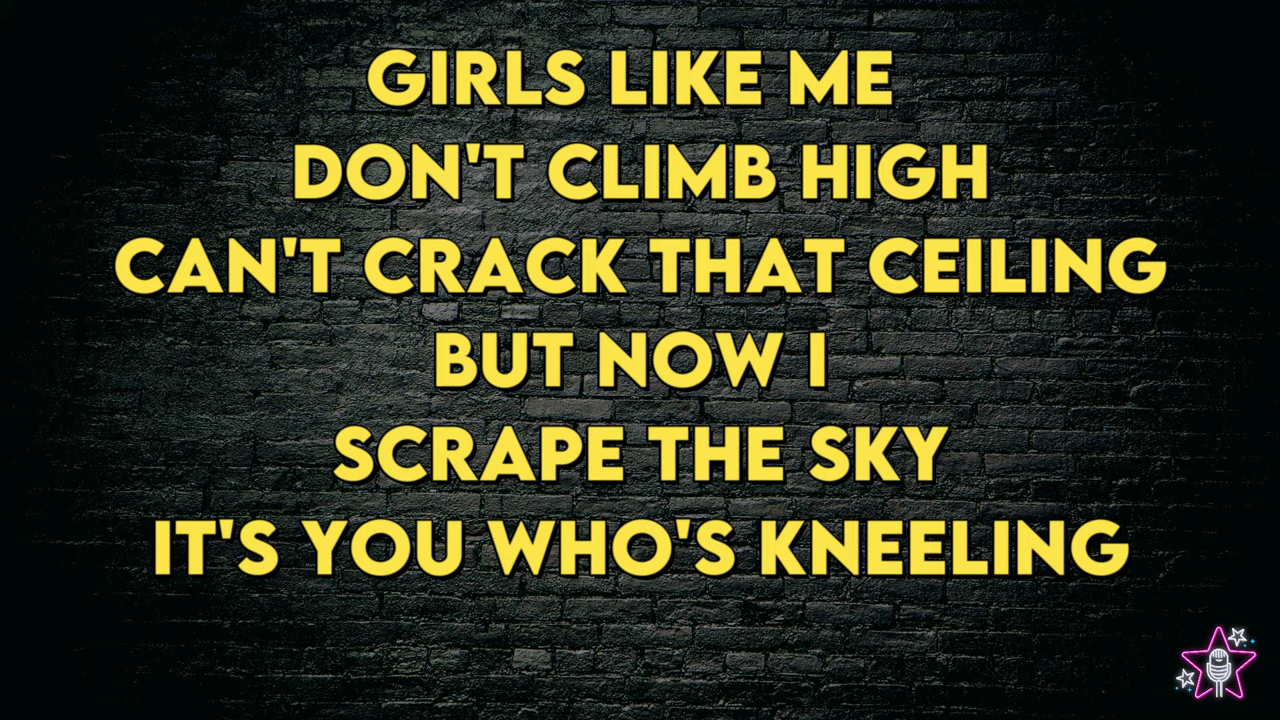 GIRLS LIKE ME
DON'T CLIMB HIGH
CAN'T CRACK THAT CEILING
BUT NOW I
SCRAPE THE SKY
IT'S YOU WHO'S KNEELING